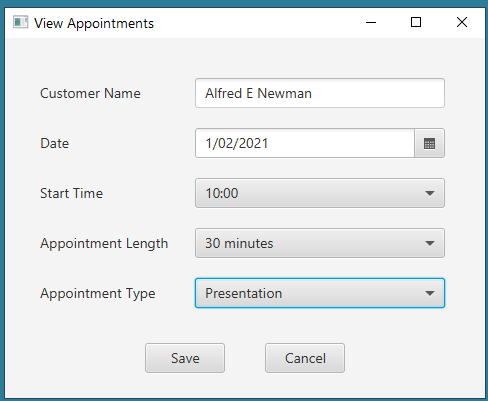 View Appointments
Customer Name Alfred E Newman
Date 1/02/2021
Start Time 10:00
Appointment Length 30 minutes
Appointment Type Presentation
Save Cancel